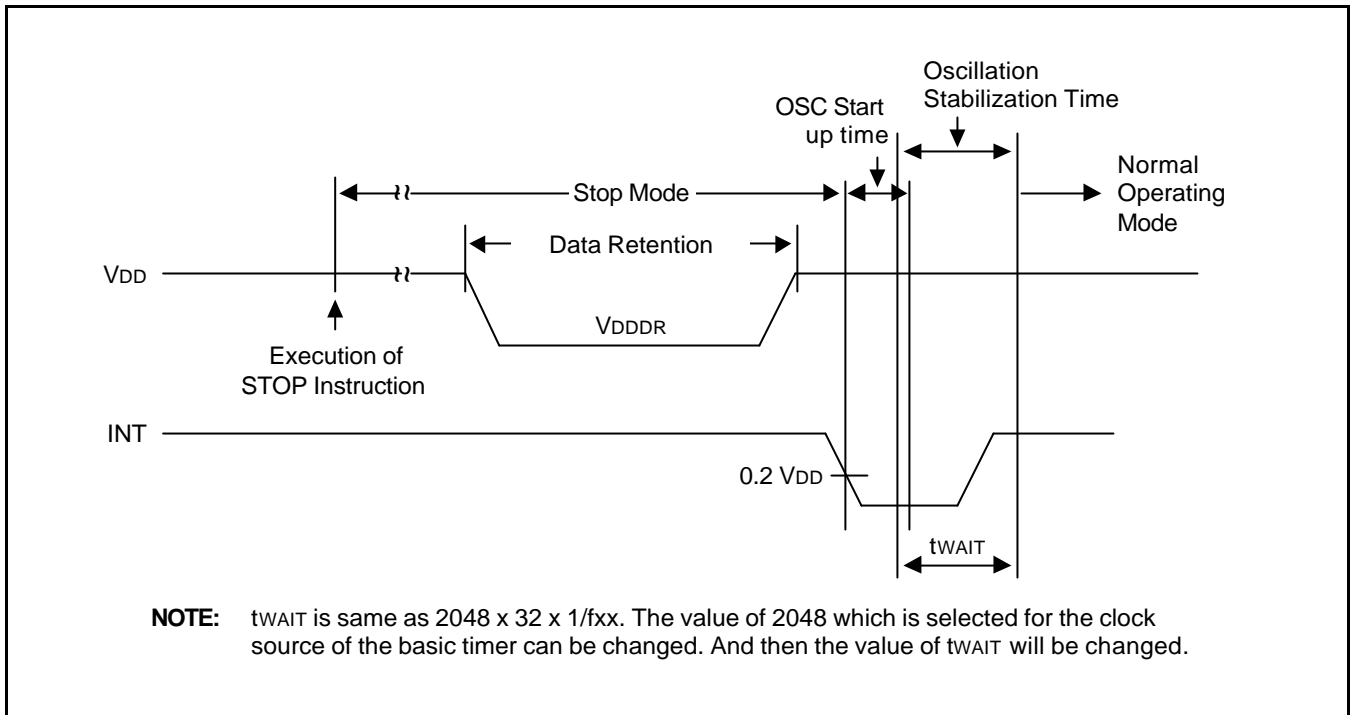 Oscillation
Stabilization Time
OSC Start
up time
Normal
Operating
Mode
Stop Mode
Data Retention
VDD
VDDDR
Execution of
STOP Instruction
INT
0.2 VDD
tWAIT
NOTE: tWAIT is same as 2048 x 32 x 1/fxx. The value of 2048 which is selected for the clock
source of the basic timer can be changed. And then the value of tWAIT will be changed.